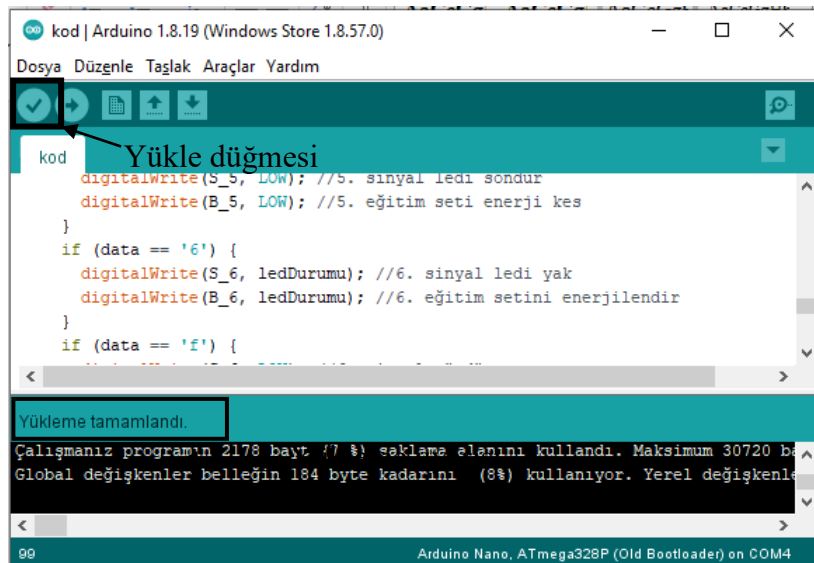 kod | Arduino 1.8.19 (Windows Store 1.8.57.0)
Dosya Düzenle Taşlak Araçlar Yardım
Yükle düğmesi
kod
digitalWrite(S_5, LOW); //5. sinyal ledi söndür
digitalWrite(B_5, LOW); //5. eğitim seti enerji kes
}
if (data == '6') {
digitalWrite(S_6, ledDurumu); //6. sinyal ledi yak
digitalWrite(B_6, ledDurumu); //6. eğitim setini enerjilendir
}
if (data == 'f') {
Yükleme tamamlandı.
Çalışmanız programın 2178 bayt (7 %) saklama alanını kullandı. Maksimum 30720
Global değişkenler belleğin 184 byte kadarını (8%) kullanıyor. Yerel değişkenle
99
Arduino Nano, ATmega328P (Old Bootloader) on COM4